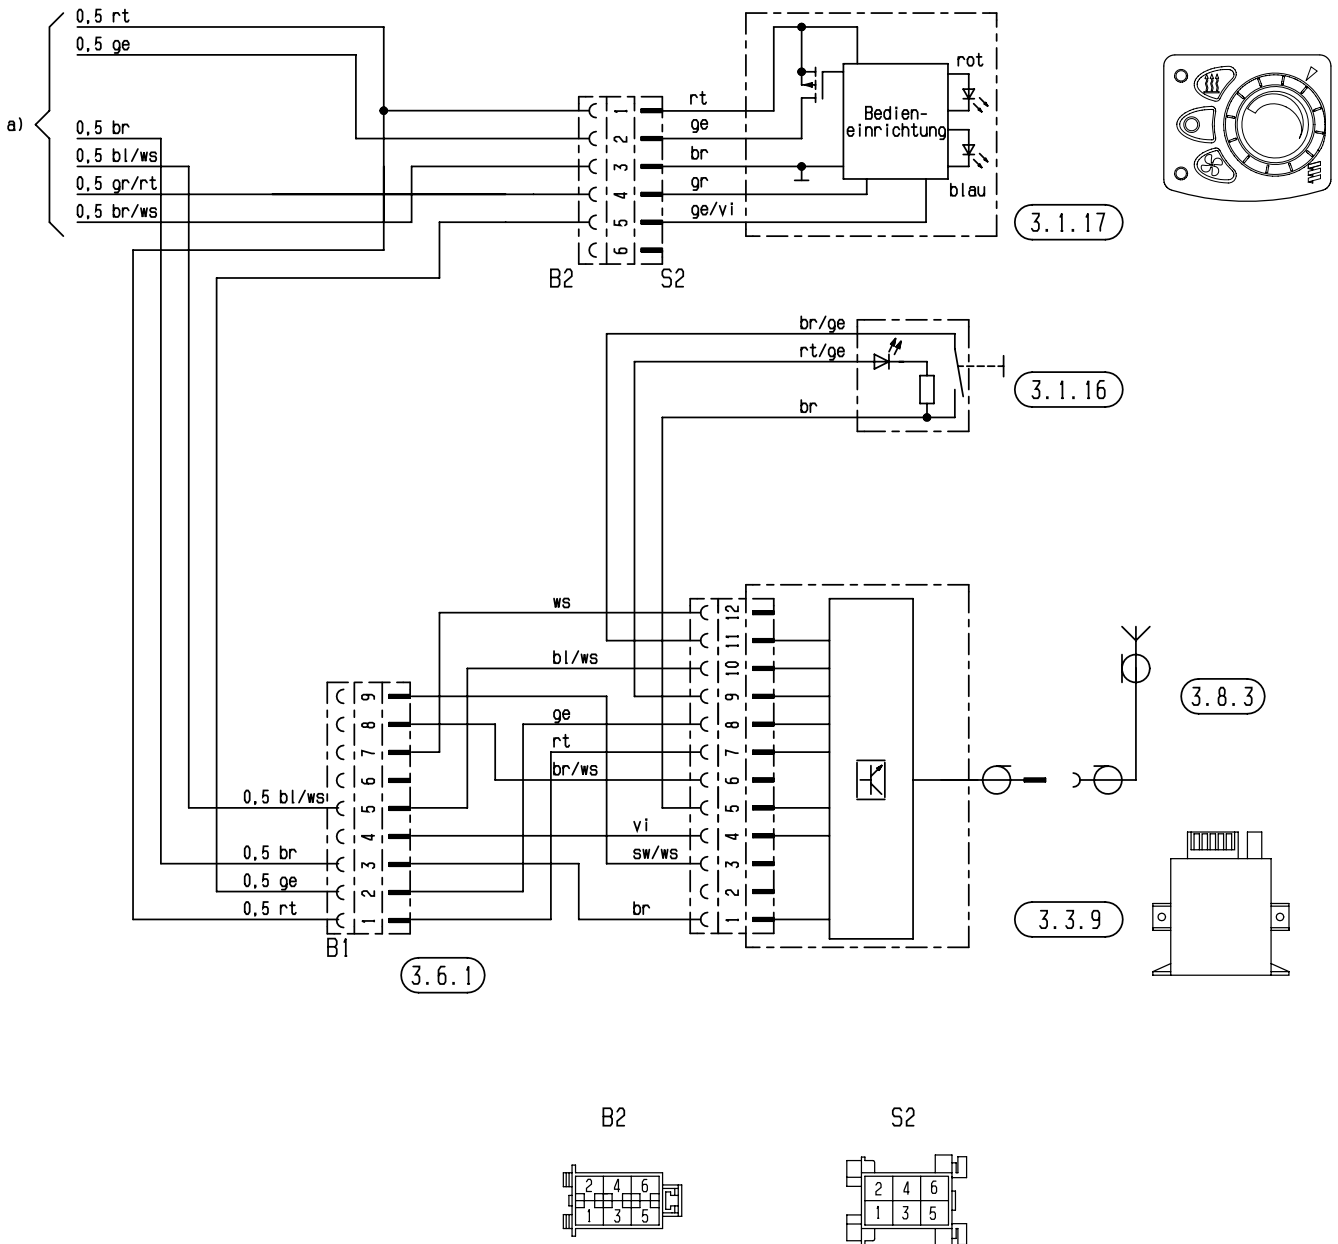 a)
0,5 rt
0,5 ge
0,5 br
0,5 bl/ws
0,5 gr/rt
0,5 br/ws
1
2
3
4
5
6
B2
S2
rt
ge
br
gr
ge/vi
Bedien-
einrichtung
rot
blau
3.1.17
br/ge
rt/ge
br
3.1.16
ws
bl/ws
ge
rt
br/ws
vi
sw/ws
br
12
11
10
9
8
7
6
5
4
3
2
1
3.8.3
3.3.9
9
8
7
6
5
4
3
2
1
0,5 bl/ws
0,5 br
0,5 ge
0,5 rt
B1
3.6.1
B2
2 4 6
1 3 5
S2
2 4 6
1 3 5